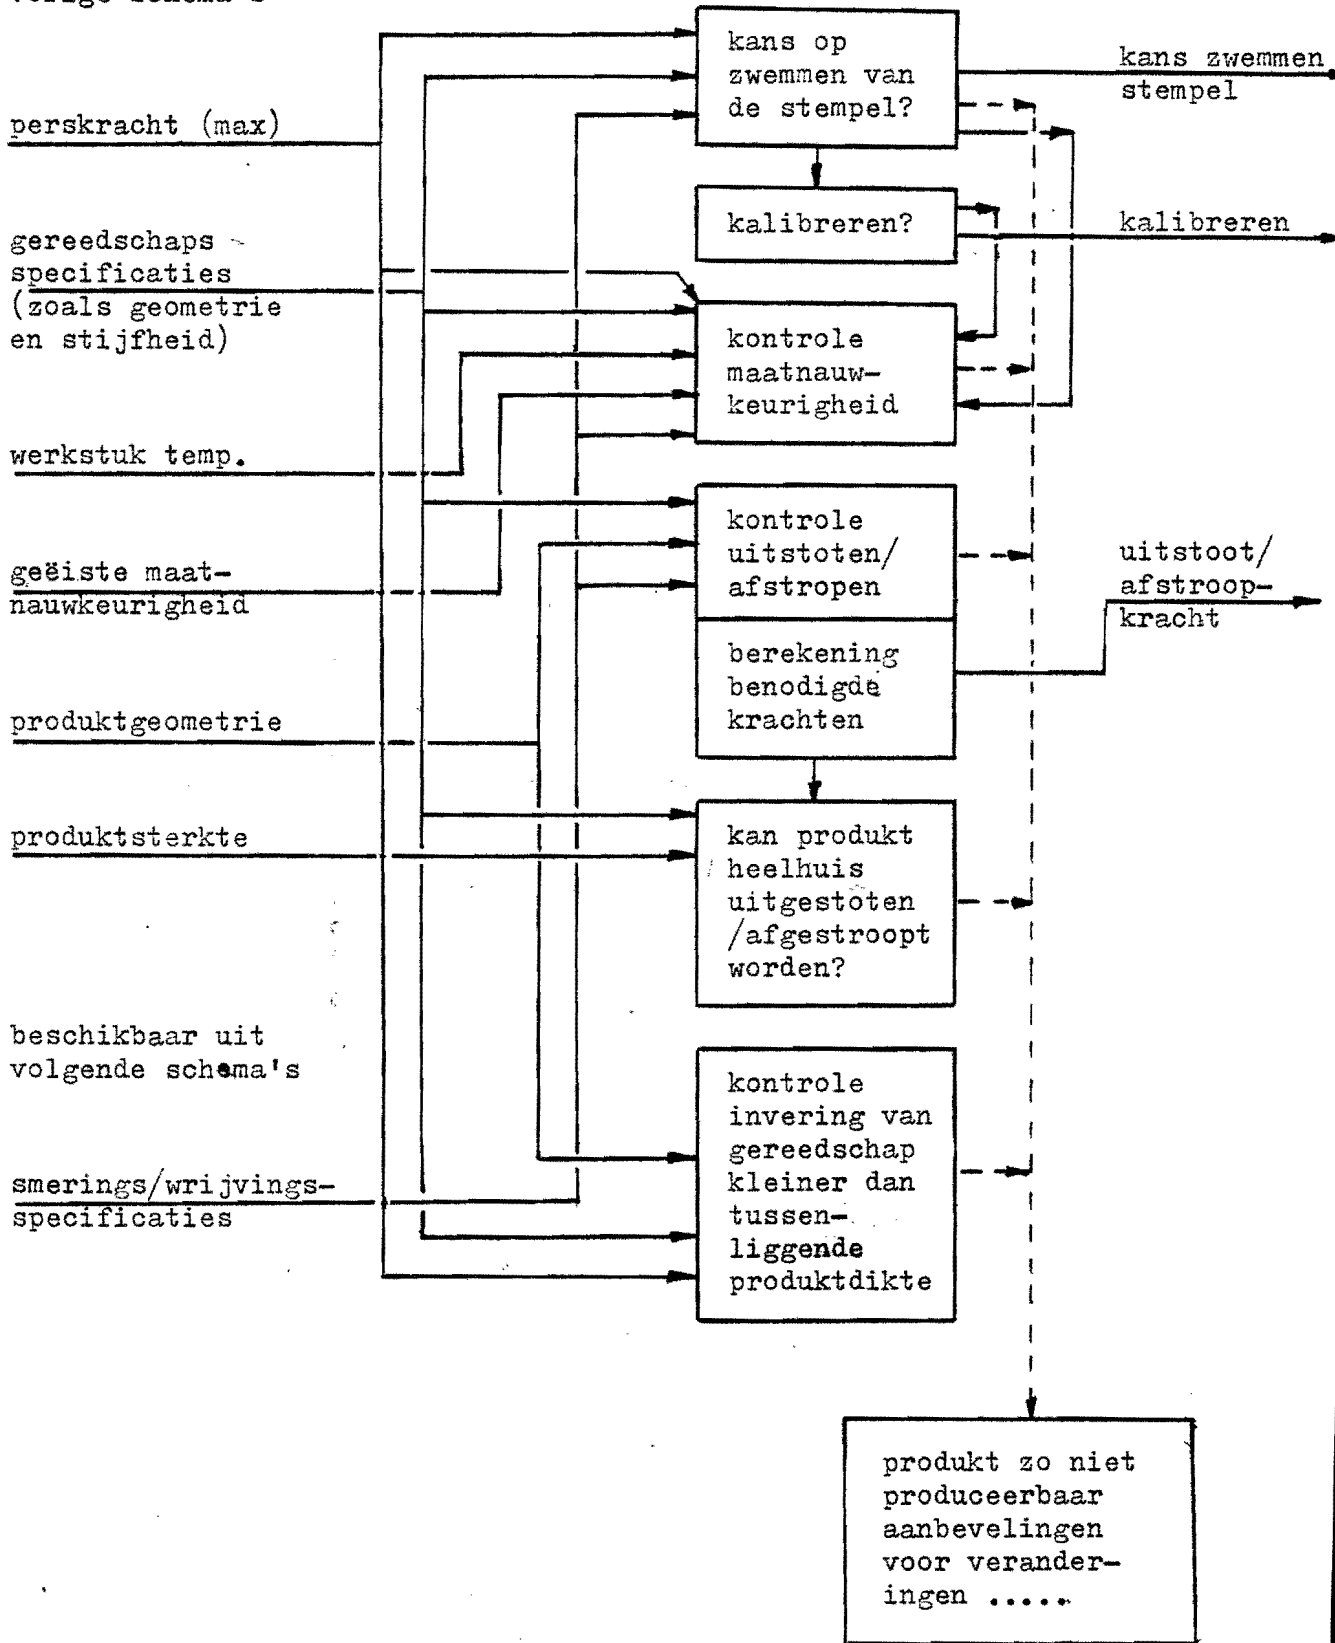 kans op
zwemmen van
de stempel?
kans zwemmen
stempel
perskracht (max)
kalibreren?
kalibreren
gereedschaps
specificaties
(zoals geometrie
en stijfheid)
kontrole
maatnauw-
keurigheid
werkstuk temp.
geëiste maat-
nauwkeurigheid
kontrole
uitstoten/
afstropen
uitstoot/
afstroop-
kracht
berekening
benodigde
krachten
produktgeometrie
produktsterkte
kan produkt
heelhuis
uitgestoten
/afgestroopt
worden?
beschikbaar uit
volgende schema's
kontrole
invering van
gereedschap
kleiner dan
tussen-
liggende
produktdikte
smerings/wrijvings-
specificaties
produkt zo niet
produceerbaar
aanbevelingen
voor verander-
ingen .....